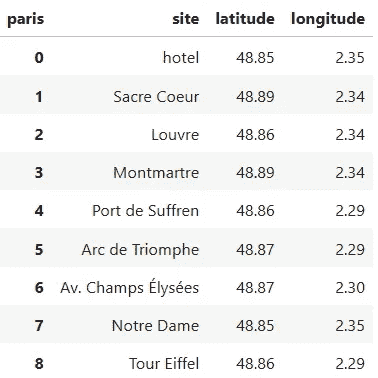 paris site latitude longitude
0 hotel 48.85 2.35
1 Sacre Coeur 48.89 2.34
2 Louvre 48.86 2.34
3 Montmartre 48.89 2.34
4 Port de Suffren 48.86 2.29
5 Arc de Triomphe 48.87 2.29
6 Av. Champs Élysées 48.87 2.30
7 Notre Dame 48.85 2.35
8 Tour Eiffel 48.86 2.29